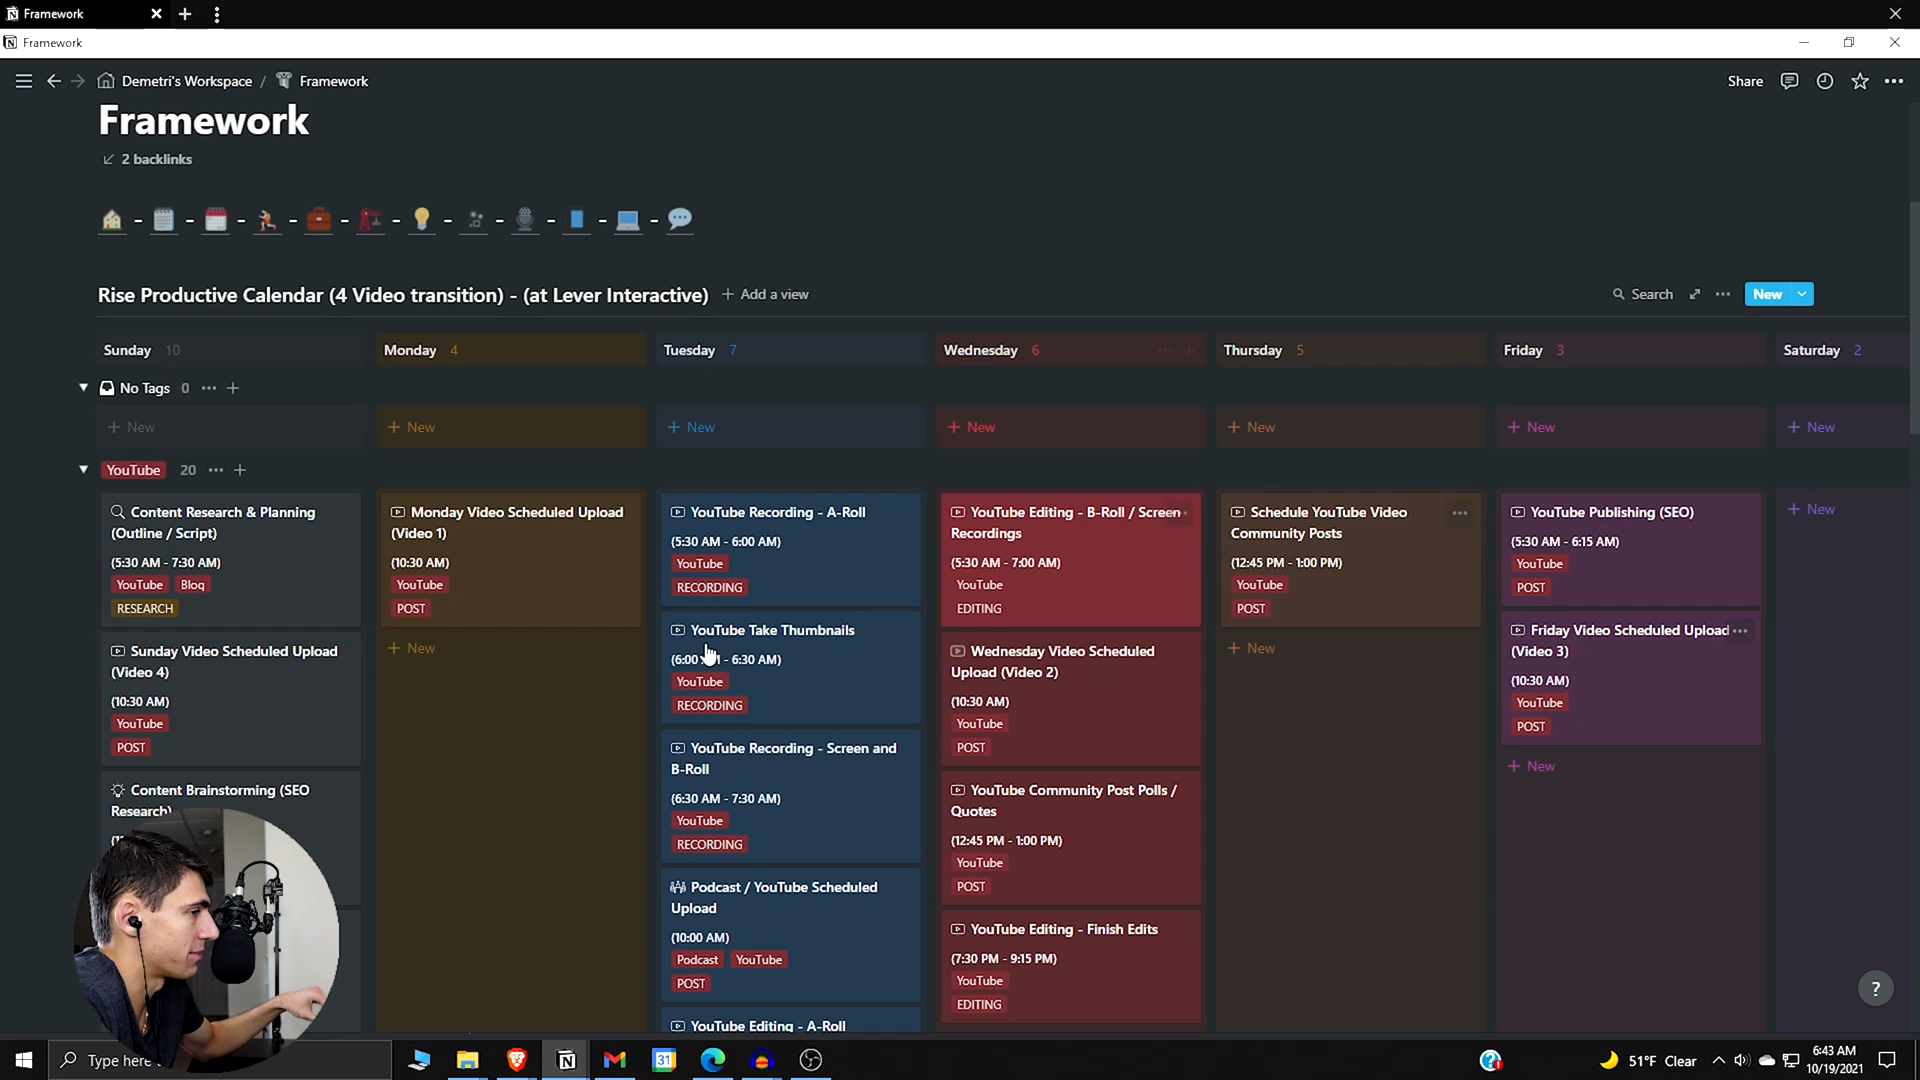 Framework
Framework
Demetri's Workspace / Framework
Share
Framework
2 backlinks
- - - - - - - - - - -
Rise Productive Calendar (4 Video transition) - (at Lever Interactive)
+ Add a view
Search
New
Sunday 10
Monday 4
Tuesday 7
Wednesday 6
Thursday 5
Friday 3
Saturday 2
No Tags 0
+ New
+ New
+ New
+ New
+ New
+ New
+ New
YouTube 20
Content Research & Planning
(Outline / Script)
(5:30 AM - 7:30 AM)
YouTube Blog
RESEARCH
Sunday Video Scheduled Upload
(Video 4)
(10:30 AM)
YouTube
POST
Content Brainstorming (SEO
Research)
Monday Video Scheduled Upload
(Video 1)
(10:30 AM)
YouTube
POST
+ New
YouTube Recording - A-Roll
(5:30 AM - 6:00 AM)
YouTube
RECORDING
YouTube Take Thumbnails
(6:00 - 6:30 AM)
YouTube
RECORDING
YouTube Recording - Screen and
B-Roll
(6:30 AM - 7:30 AM)
YouTube
RECORDING
Podcast / YouTube Scheduled
Upload
(10:00 AM)
Podcast YouTube
POST
YouTube Editing - A-Roll
YouTube Editing - B-Roll / Screen
Recordings
(5:30 AM - 7:00 AM)
YouTube
EDITING
Wednesday Video Scheduled
Upload (Video 2)
(10:30 AM)
YouTube
POST
YouTube Community Post Polls /
Quotes
(12:45 PM - 1:00 PM)
YouTube
POST
YouTube Editing - Finish Edits
(7:30 PM - 9:15 PM)
YouTube
EDITING
Schedule YouTube Video
Community Posts
(12:45 PM - 1:00 PM)
YouTube
POST
+ New
YouTube Publishing (SEO)
(5:30 AM - 6:15 AM)
YouTube
POST
Friday Video Scheduled Upload
(Video 3)
(10:30 AM)
YouTube
POST
+ New
+ New
?
Type here
31
51°F Clear
6:43 AM
10/19/2021